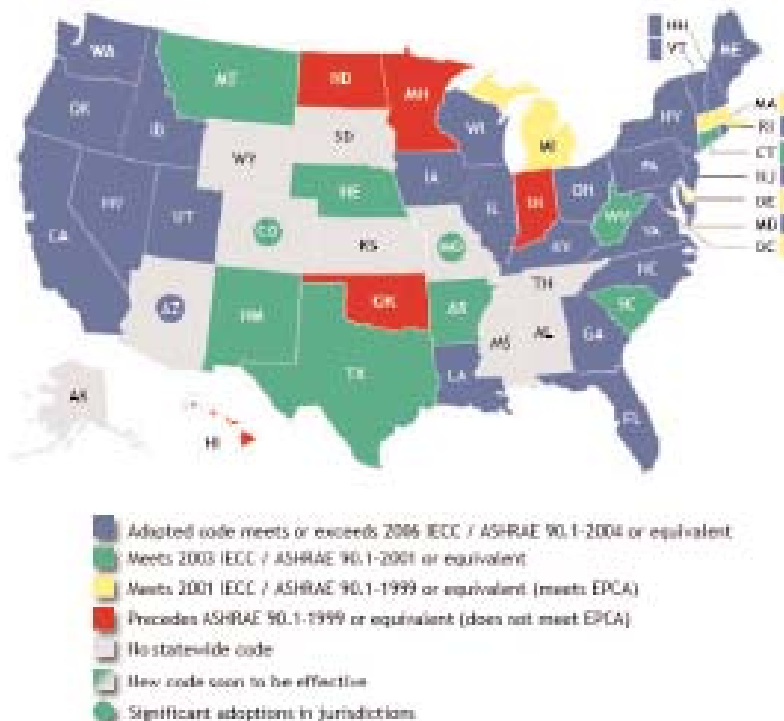 WA
MT
ND
MN
OR
ID
WY
SD
WI
MI
NH
VT
ME
NY
MA
RI
CT
NJ
DE
MD
DC
NV
UT
CA
CO
NE
IA
IL
IN
OH
PA
WV
VA
KY
KS
MO
AZ
NM
OK
AR
TN
NC
SC
TX
LA
MS
AL
GA
FL
AK
HI
Adopted code meets or exceeds 2006 IECC / ASHRAE 90.1-2004 or equivalent
Meets 2003 IECC / ASHRAE 90.1-2001 or equivalent
Meets 2001 IECC / ASHRAE 90.1-1999 or equivalent (meets EPCA)
Precedes ASHRAE 90.1-1999 or equivalent (does not meet EPCA)
No statewide code
New code soon to be effective
Significant adoptions in jurisdictions